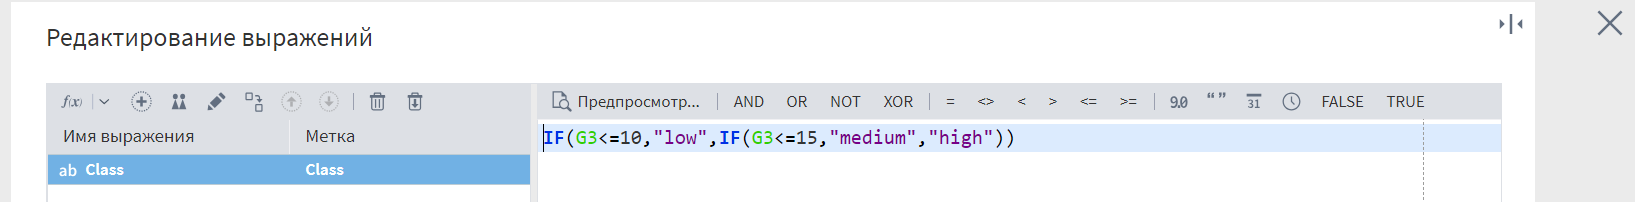 Редактирование выражений
f(x) Предпросмотр... AND OR NOT XOR = <> < > <= >= 9.0 “ ” 31 FALSE TRUE
Имя выражения Метка
IF(G3<=10,"low",IF(G3<=15,"medium","high"))
ab Class Class